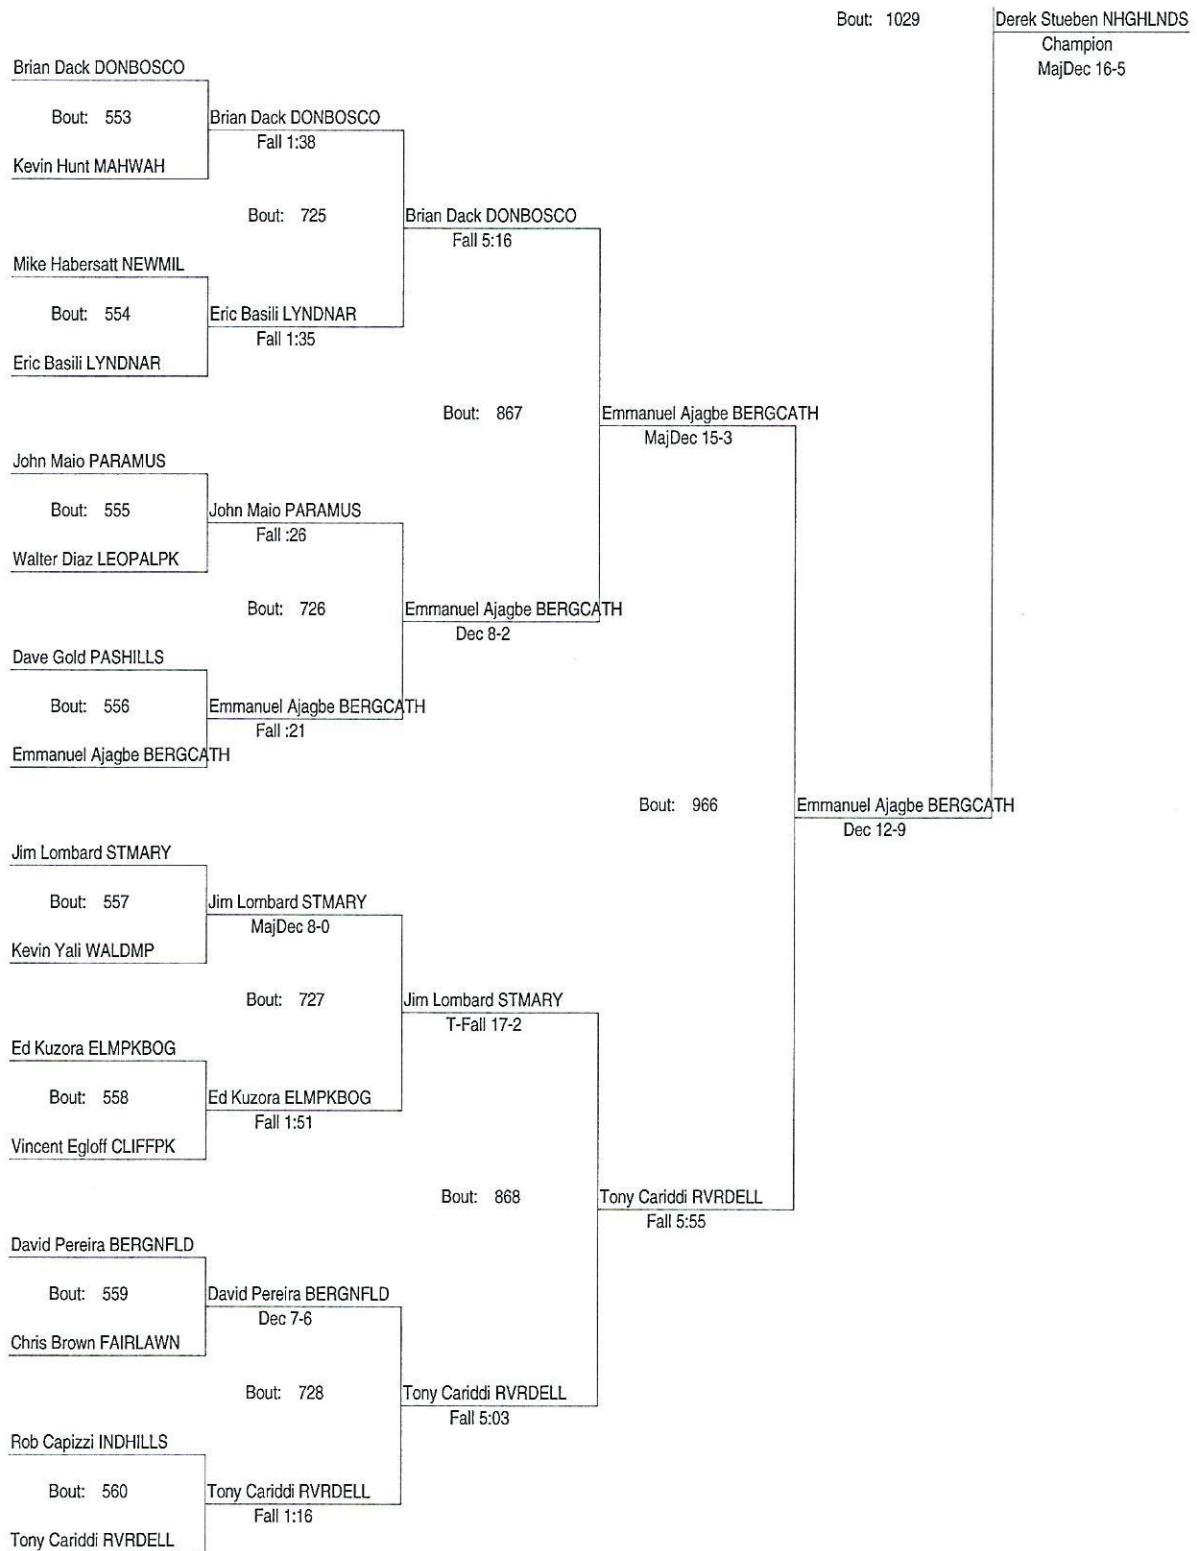 Bout: 1029
Derek Stueben NHGHLNDS
Champion
MajDec 16-5
Brian Dack DONBOSCO
Bout: 553
Brian Dack DONBOSCO
Fall 1:38
Kevin Hunt MAHWAH
Bout: 725
Brian Dack DONBOSCO
Fall 5:16
Mike Habersatt NEWMIL
Bout: 554
Eric Basili LYNDNAR
Fall 1:35
Eric Basili LYNDNAR
Bout: 867
Emmanuel Ajagbe BERGCATH
MajDec 15-3
John Maio PARAMUS
Bout: 555
John Maio PARAMUS
Fall :26
Walter Diaz LEOPALPK
Bout: 726
Emmanuel Ajagbe BERGCATH
Dec 8-2
Dave Gold PASHILLS
Bout: 556
Emmanuel Ajagbe BERGCATH
Fall :21
Emmanuel Ajagbe BERGCATH
Bout: 966
Emmanuel Ajagbe BERGCATH
Dec 12-9
Jim Lombard STMARY
Bout: 557
Jim Lombard STMARY
MajDec 8-0
Kevin Yali WALDMP
Bout: 727
Jim Lombard STMARY
T-Fall 17-2
Ed Kuzora ELMPKBOG
Bout: 558
Ed Kuzora ELMPKBOG
Fall 1:51
Vincent Egloff CLIFFPK
Bout: 868
Tony Cariddi RVRDELL
Fall 5:55
David Pereira BERGNFLD
Bout: 559
David Pereira BERGNFLD
Dec 7-6
Chris Brown FAIRLAWN
Bout: 728
Tony Cariddi RVRDELL
Fall 5:03
Rob Capizzi INDHILLS
Bout: 560
Tony Cariddi RVRDELL
Fall 1:16
Tony Cariddi RVRDELL